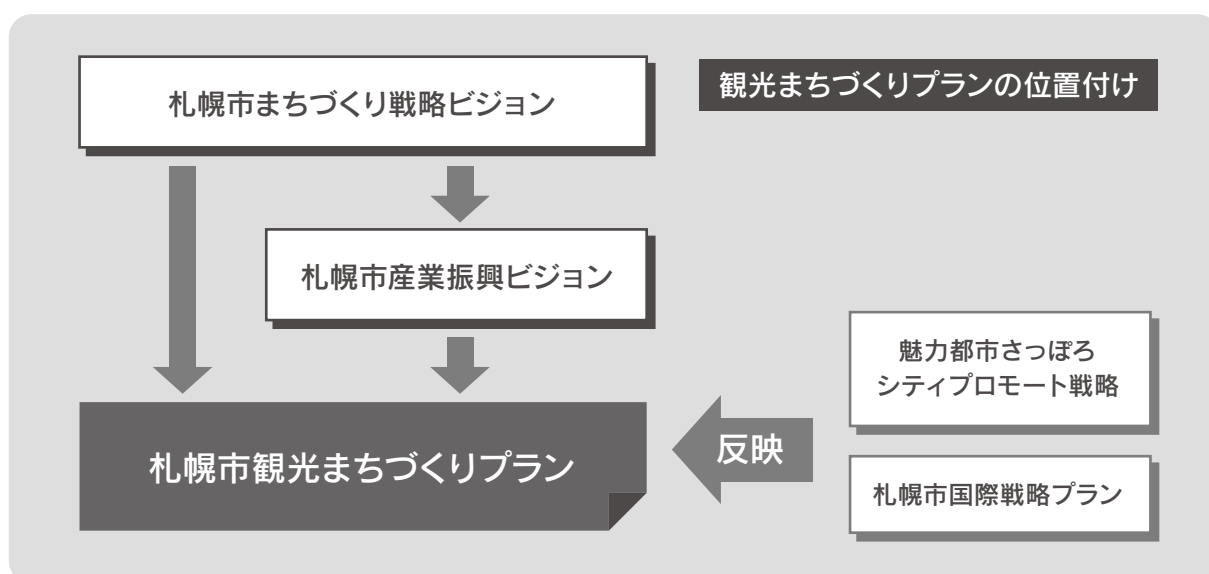 観光まちづくりプランの位置付け
札幌市まちづくり戦略ビジョン
札幌市産業振興ビジョン
魅力都市さっぽろ
シティプロモート戦略
反映
札幌市観光まちづくりプラン
札幌市国際戦略プラン